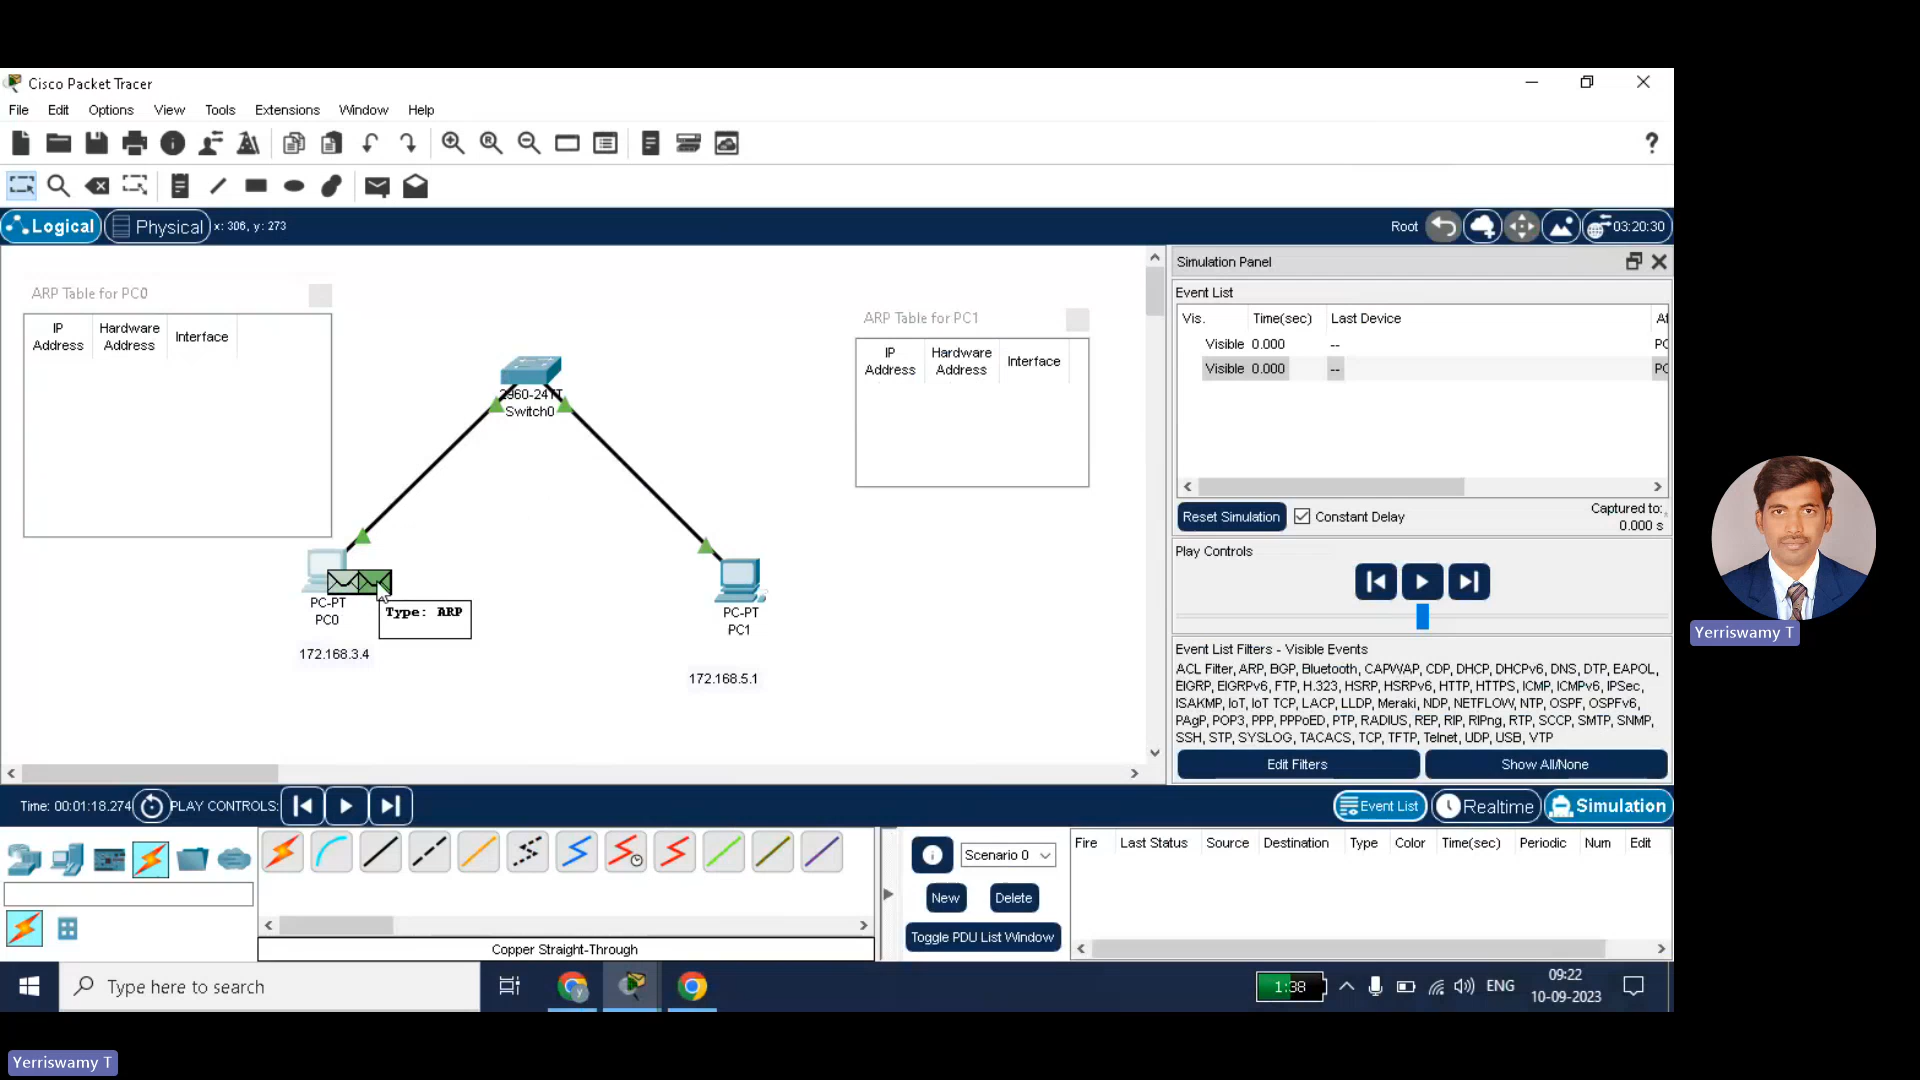 Cisco Packet Tracer
File Edit Options View Tools Extensions Window Help
Logical Physical x: 306, y: 273 Root 03:20:30
ARP Table for PC0
IP Address Hardware Address Interface
ARP Table for PC1
IP Address Hardware Address Interface
2960-24TT
Switch0
PC-PT
PC0
Type: ARP
172.168.3.4
PC-PT
PC1
172.168.5.1
Simulation Panel
Event List
Vis. Time(sec) Last Device At
Visible 0.000 -- PC
Visible 0.000 -- PC
Reset Simulation Constant Delay Captured to:
0.000 s
Play Controls
Event List Filters - Visible Events
ACL Filter, ARP, BGP, Bluetooth, CAPWAP, CDP, DHCP, DHCPv6, DNS, DTP, EAPOL,
EIGRP, EIGRPv6, FTP, H.323, HSRP, HSRPv6, HTTP, HTTPS, ICMP, ICMPv6, IPSec,
ISAKMP, IoT, IoT TCP, LACP, LLDP, Meraki, NDP, NETFLOW, NTP, OSPF, OSPFv6,
PAgP, POP3, PPP, PPPoED, PTP, RADIUS, REP, RIP, RIPng, RTP, SCCP, SMTP, SNMP,
SSH, STP, SYSLOG, TACACS, TCP, TFTP, Telnet, UDP, USB, VTP
Edit Filters Show All/None
Time: 00:01:18.274 PLAY CONTROLS: Event List Realtime Simulation
Scenario 0
New Delete
Toggle PDU List Window
Fire Last Status Source Destination Type Color Time(sec) Periodic Num Edit
Copper Straight-Through
Type here to search
1:38 ENG 09:22
10-09-2023
Yerriswamy T
Yerriswamy T